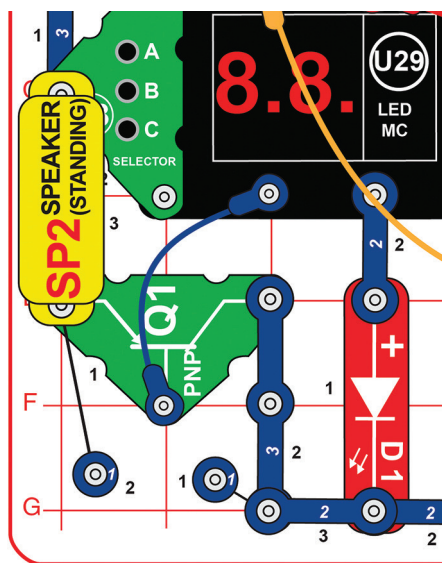 1
3
A
B
C
SELECTOR
8.8.
U29
LED
MC
SP2
SPEAKER
(STANDING)
2
3
2
2
Q1
PNP
1
1
+
D1
F
3
2
1
2
1
G
2
3
2
2